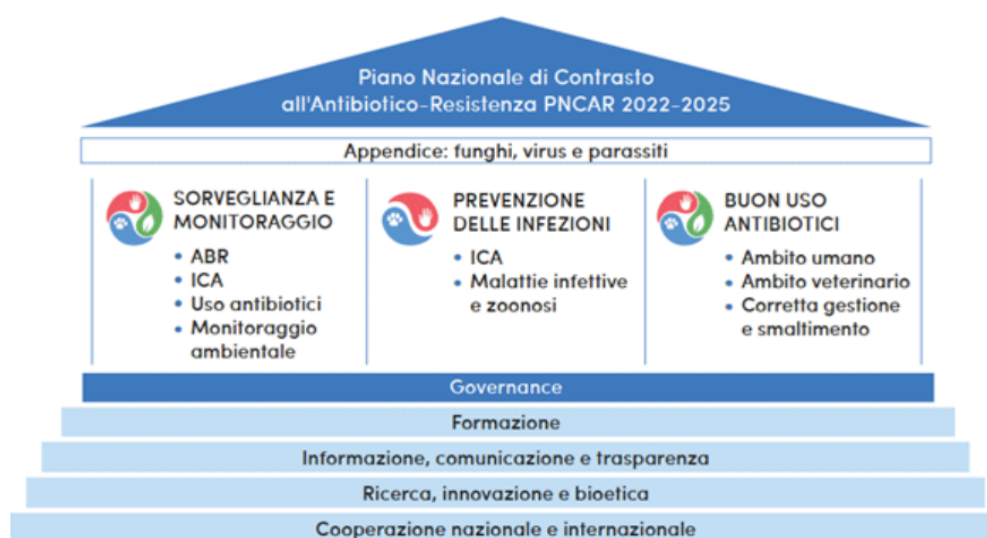 Piano Nazionale di Contrasto
all'Antibiotico-Resistenza PNCAR 2022-2025
Appendice: funghi, virus e parassiti
SORVEGLIANZA E
MONITORAGGIO
• ABR
• ICA
• Uso antibiotici
• Monitoraggio
ambientale
PREVENZIONE
DELLE INFEZIONI
• ICA
• Malattie infettive
e zoonosi
BUON USO
ANTIBIOTICI
• Ambito umano
• Ambito veterinario
• Corretta gestione
e smaltimento
Governance
Formazione
Informazione, comunicazione e trasparenza
Ricerca, innovazione e bioetica
Cooperazione nazionale e internazionale